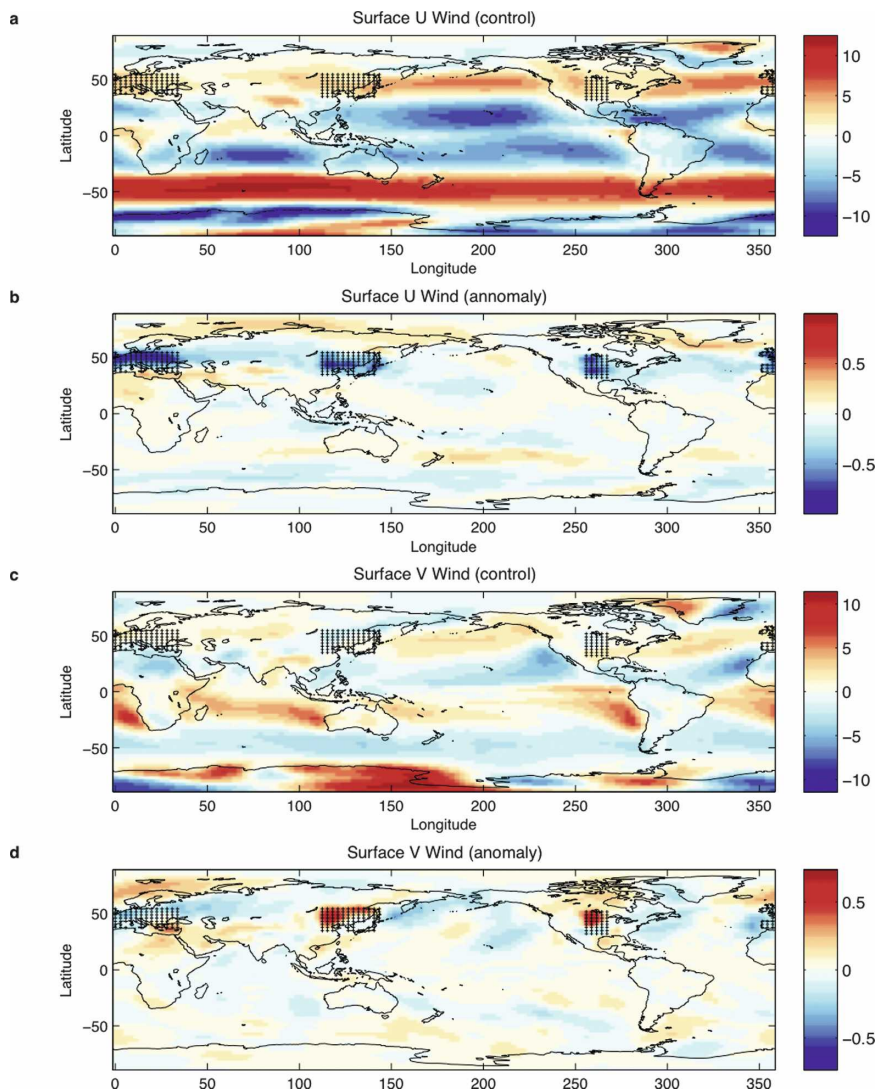 a
Surface U Wind (control)
Latitude
50
0
−50
0 50 100 150 200 250 300 350
Longitude
10
5
0
−5
−10
b
Surface U Wind (annomaly)
Latitude
50
0
−50
0 50 100 150 200 250 300 350
Longitude
0.5
0
−0.5
c
Surface V Wind (control)
Latitude
50
0
−50
0 50 100 150 200 250 300 350
Longitude
10
5
0
−5
−10
d
Surface V Wind (anomaly)
Latitude
50
0
−50
0 50 100 150 200 250 300 350
0.5
0
−0.5